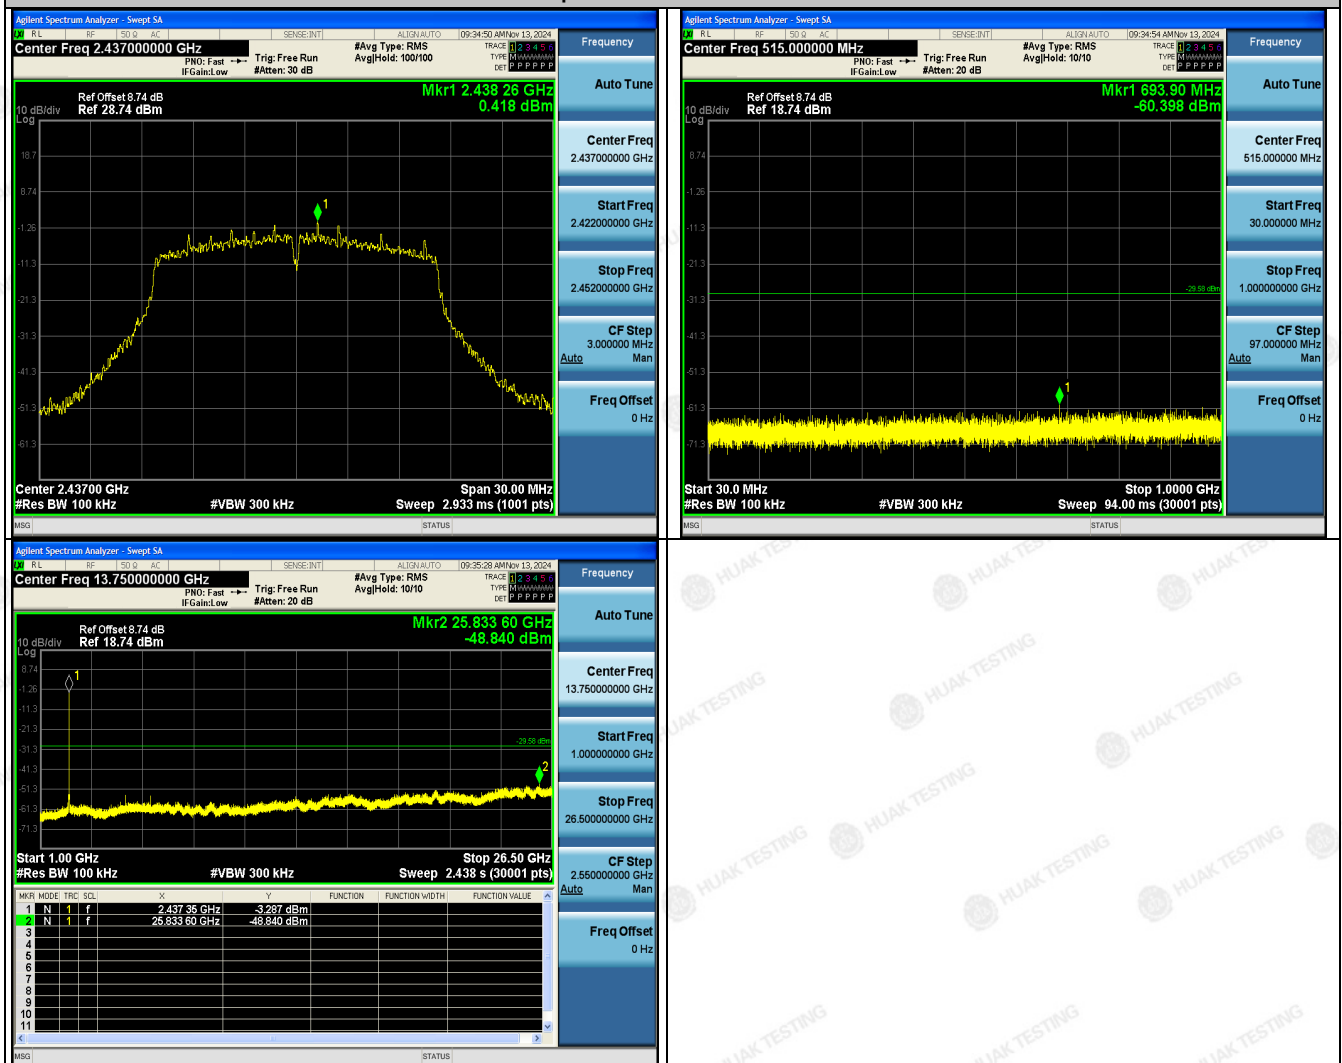 Agilent Spectrum Analyzer - Swept SA
LXI RL RF 50 Ω AC SENSE:INT ALIGN AUTO 09:34:50 AM Nov 13, 2024
Center Freq 2.437000000 GHz
PNO: Fast
IFGain:Low
Trig: Free Run
#Atten: 30 dB
#Avg Type: RMS
Avg|Hold: 100/100
TRACE 1 2 3 4 5 6
TYPE M W W W W W
DET P P P P P P
Ref Offset 8.74 dB
Ref 28.74 dBm
10 dB/div
Log
Mkr1 2.438 26 GHz
0.418 dBm
1
18.7
8.74
-1.26
-11.3
-21.3
-31.3
-41.3
-51.3
-61.3
Center 2.43700 GHz
Span 30.00 MHz
#Res BW 100 kHz
#VBW 300 kHz
Sweep 2.933 ms (1001 pts)
MSG
STATUS
Frequency
Auto Tune
Center Freq
2.437000000 GHz
Start Freq
2.422000000 GHz
Stop Freq
2.452000000 GHz
CF Step
3.000000 MHz
Auto Man
Freq Offset
0 Hz
Agilent Spectrum Analyzer - Swept SA
LXI RL RF 50 Ω AC SENSE:INT ALIGN AUTO 09:34:54 AM Nov 13, 2024
Center Freq 515.000000 MHz
PNO: Fast
IFGain:Low
Trig: Free Run
#Atten: 20 dB
#Avg Type: RMS
Avg|Hold: 10/10
TRACE 1 2 3 4 5 6
TYPE M W W W W W
DET P P P P P P
Ref Offset 8.74 dB
Ref 18.74 dBm
10 dB/div
Log
Mkr1 693.90 MHz
-60.398 dBm
8.74
-1.26
-11.3
-21.3
-29.58 dBm
-31.3
-41.3
-51.3
1
-61.3
-71.3
Start 30.0 MHz
Stop 1.0000 GHz
#Res BW 100 kHz
#VBW 300 kHz
Sweep 94.00 ms (30001 pts)
MSG
STATUS
Frequency
Auto Tune
Center Freq
515.000000 MHz
Start Freq
30.000000 MHz
Stop Freq
1.000000000 GHz
CF Step
97.000000 MHz
Auto Man
Freq Offset
0 Hz
Agilent Spectrum Analyzer - Swept SA
LXI RL RF 50 Ω AC SENSE:INT ALIGN AUTO 09:35:28 AM Nov 13, 2024
Center Freq 13.750000000 GHz
PNO: Fast
IFGain:Low
Trig: Free Run
#Atten: 20 dB
#Avg Type: RMS
Avg|Hold: 10/10
TRACE 1 2 3 4 5 6
TYPE M W W W W W
DET P P P P P P
Ref Offset 8.74 dB
Ref 18.74 dBm
10 dB/div
Log
Mkr2 25.833 60 GHz
-48.840 dBm
8.74
1
-1.26
-11.3
-21.3
-29.58 dBm
-31.3
-41.3
2
-51.3
-61.3
-71.3
Start 1.00 GHz
Stop 26.50 GHz
#Res BW 100 kHz
#VBW 300 kHz
Sweep 2.438 s (30001 pts)
MKR MODE TRC SCL X Y FUNCTION FUNCTION WIDTH FUNCTION VALUE
1 N 1 f 2.437 35 GHz -3.287 dBm
2 N 1 f 25.833 60 GHz -48.840 dBm
3
4
5
6
7
8
9
10
11
MSG
STATUS
Frequency
Auto Tune
Center Freq
13.750000000 GHz
Start Freq
1.000000000 GHz
Stop Freq
26.500000000 GHz
CF Step
2.550000000 GHz
Auto Man
Freq Offset
0 Hz
HUAK TESTING
HUAK TESTING
HUAK TESTING
HUAK TESTING
HUAK TESTING
HUAK TESTING
HUAK TESTING
HUAK TESTING